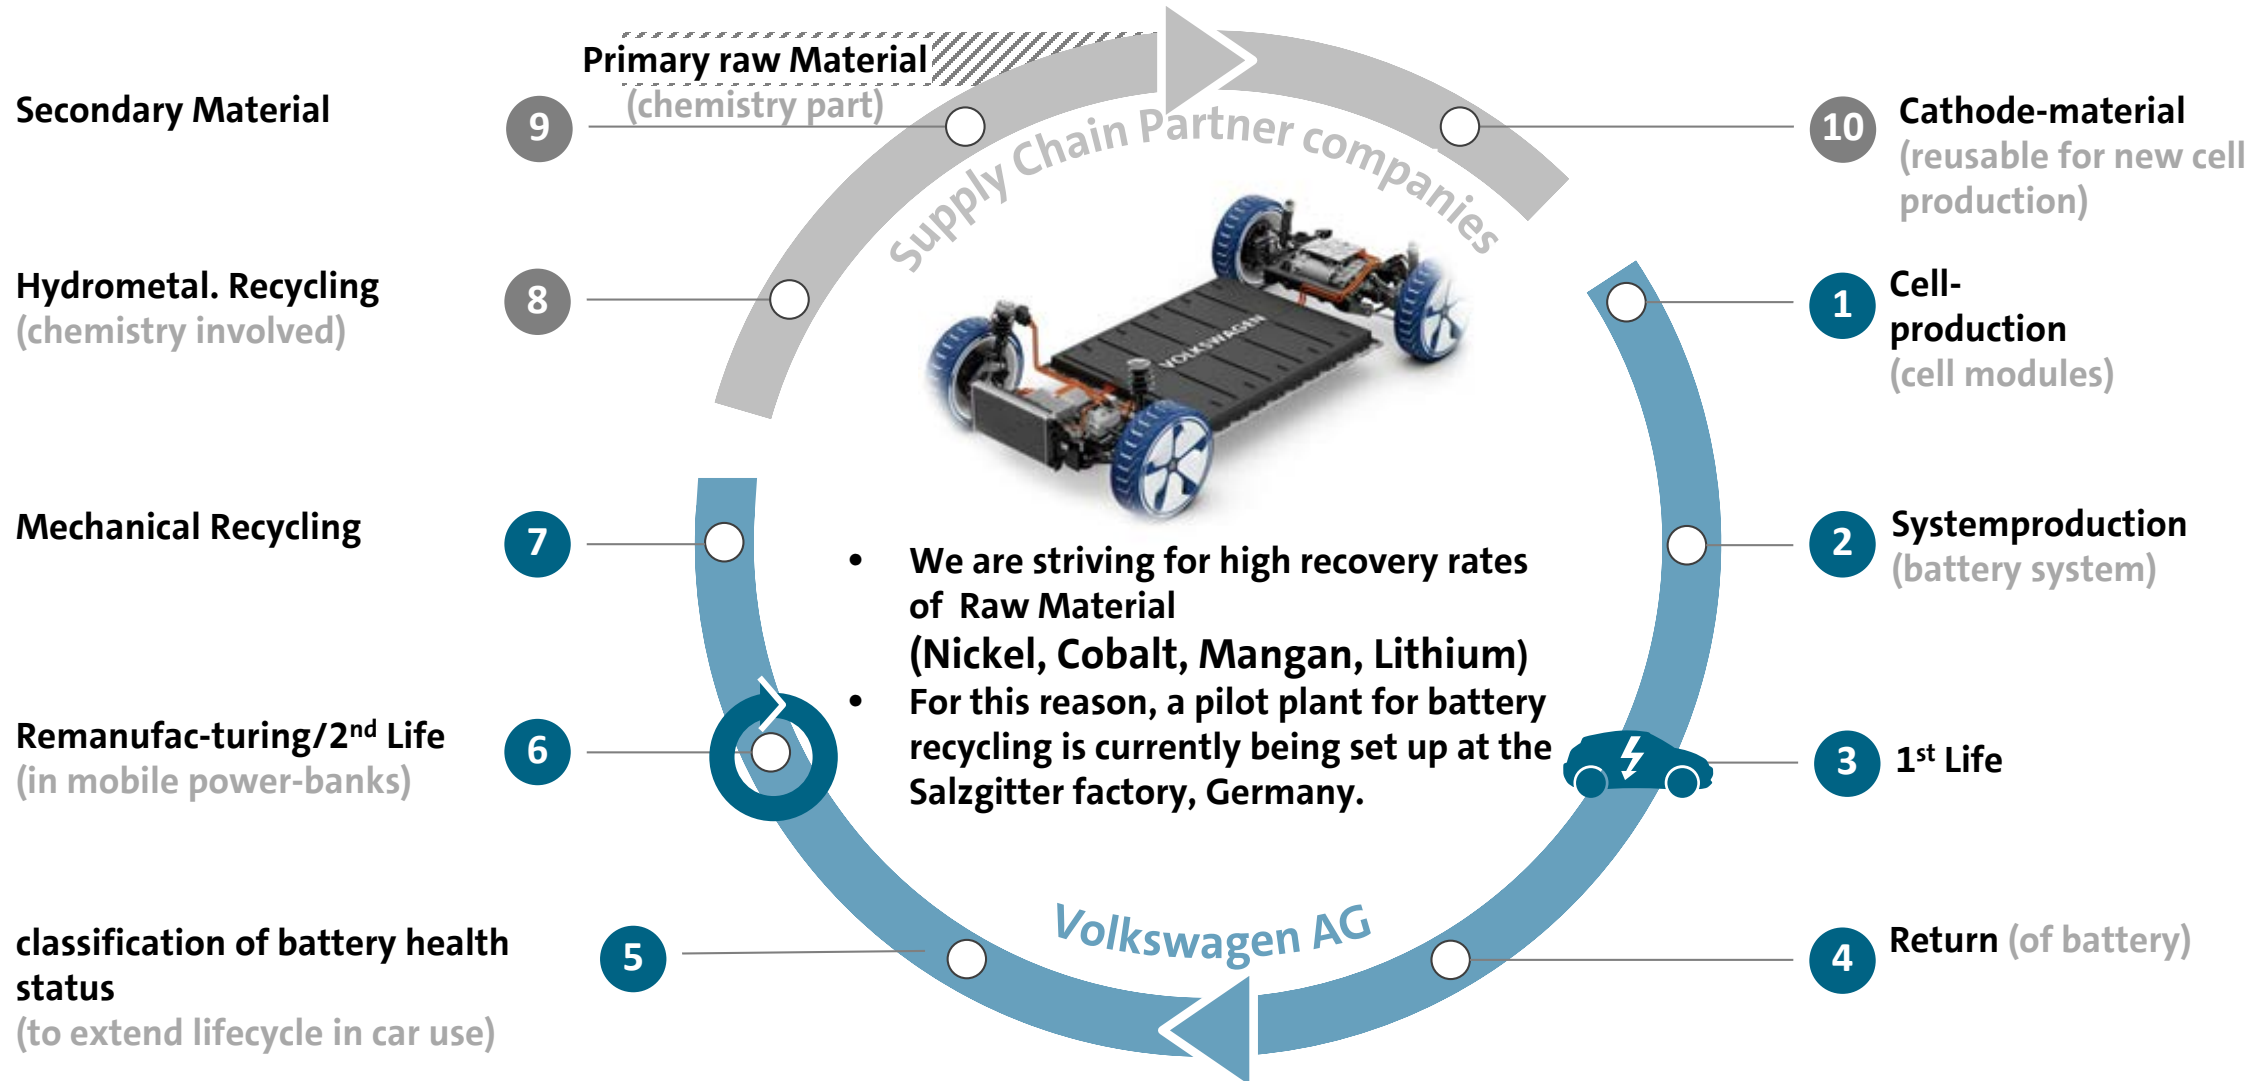 Primary raw Material
(chemistry part)
Secondary Material
9
Supply Chain Partner companies
10
Cathode-material
(reusable for new cell
production)
Hydrometal. Recycling
(chemistry involved)
8
VOLKSWAGEN
1
Cell-
production
(cell modules)
Mechanical Recycling
7
2
Systemproduction
(battery system)
• We are striving for high recovery rates
of Raw Material
(Nickel, Cobalt, Mangan, Lithium)
• For this reason, a pilot plant for battery
recycling is currently being set up at the
Salzgitter factory, Germany.
Remanufac-turing/2nd Life
(in mobile power-banks)
6
3
1st Life
Volkswagen AG
classification of battery health
status
(to extend lifecycle in car use)
5
4
Return (of battery)